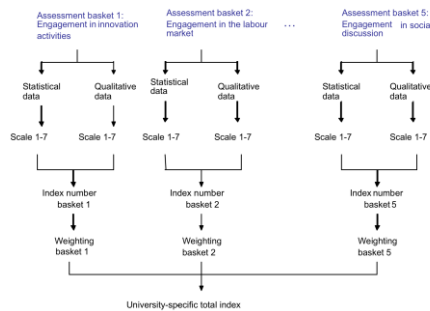 Assessment basket 1:
Engagement in innovation
activities
Assessment basket 2:
Engagement in the labour
market
...
Assessment basket 5:
Engagement in social
discussion
Statistical
data
Qualitative
data
Statistical
data
Qualitative
data
Statistical
data
Qualitative
data
Scale 1-7
Scale 1-7
Scale 1-7
Scale 1-7
Scale 1-7
Scale 1-7
Index number
basket 1
Index number
basket 2
Index number
basket 5
Weighting
basket 1
Weighting
basket 2
Weighting
basket 5
University-specific total index